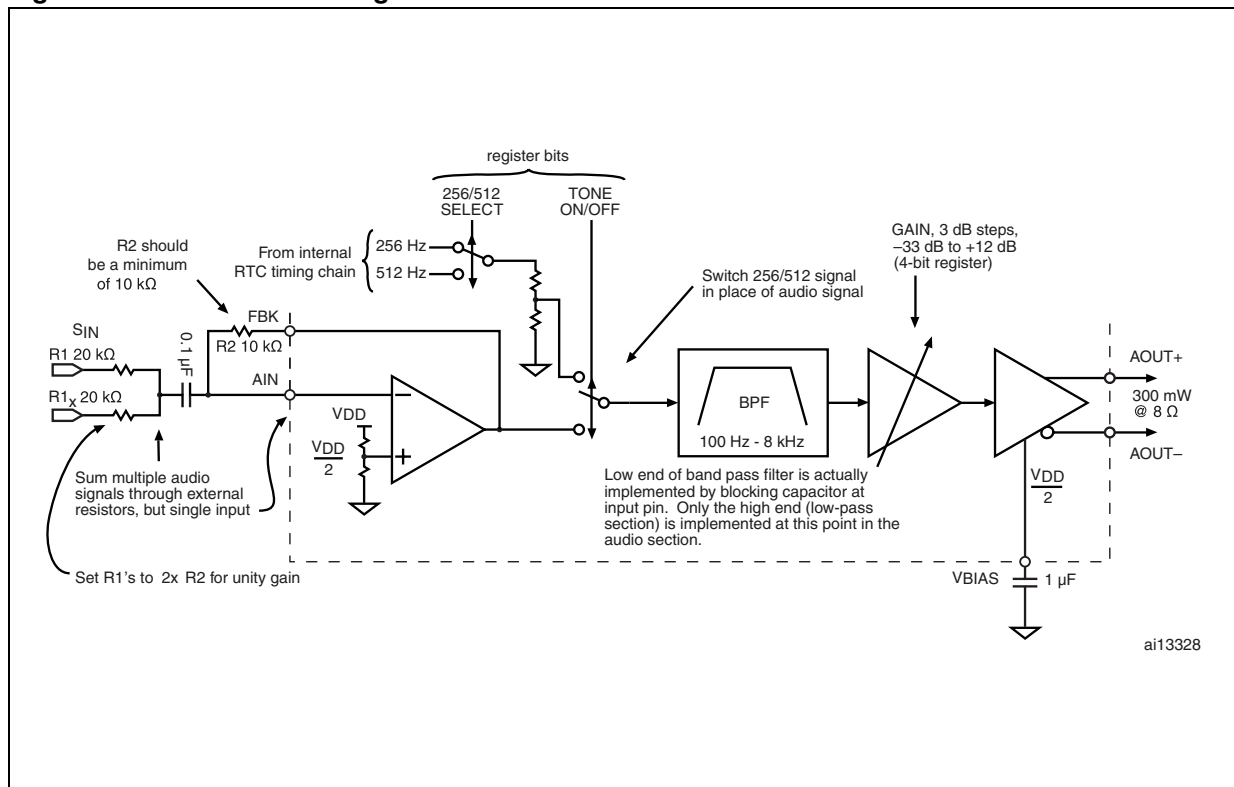 register bits
256/512
SELECT
TONE
ON/OFF
From internal
RTC timing chain
256 Hz
512 Hz
GAIN, 3 dB steps,
–33 dB to +12 dB
(4-bit register)
R2 should
be a minimum
of 10 kΩ
Switch 256/512 signal
in place of audio signal
SIN
R1 20 kΩ
R1x 20 kΩ
0.1 µF
FBK
R2 10 kΩ
AIN
VDD
VDD
2
–
+
BPF
100 Hz - 8 kHz
AOUT+
300 mW
@ 8 Ω
AOUT–
Sum multiple audio
signals through external
resistors, but single input
Low end of band pass filter is actually
implemented by blocking capacitor at
input pin. Only the high end (low-pass
section) is implemented at this point in the
audio section.
VDD
2
Set R1's to 2x R2 for unity gain
VBIAS
1 µF
ai13328